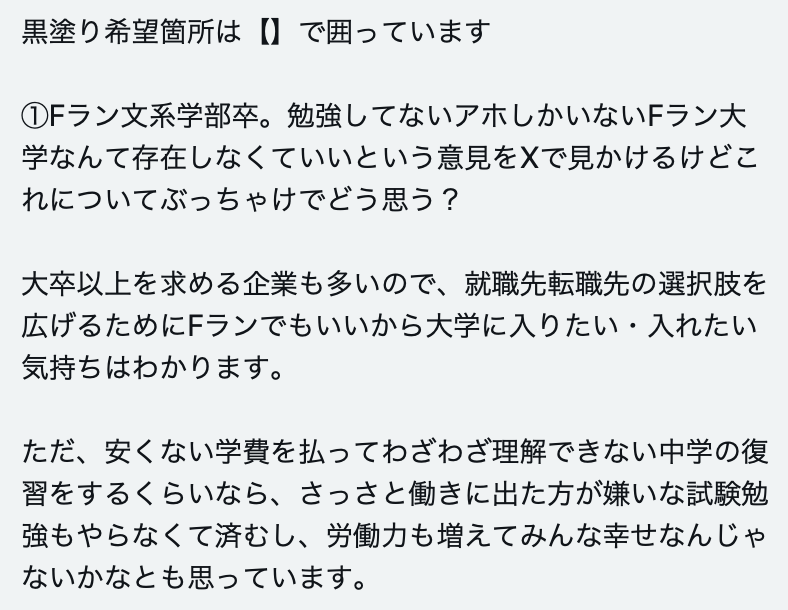 黒塗り希望箇所は【】で囲っています
①Fラン文系学部卒。勉強してないアホしかいないFラン大
学なんて存在しなくていいという意見をXで見かけるけどこ
れについてぶっちゃけでどう思う？
大卒以上を求める企業も多いので、就職先転職先の選択肢を
広げるためにFランでもいいから大学に入りたい・入れたい
気持ちはわかります。
ただ、安くない学費を払ってわざわざ理解できない中学の復
習をするくらいなら、さっさと働きに出た方が嫌いな試験勉
強もやらなくて済むし、労働力も増えてみんな幸せなんじゃ
ないかなとも思っています。